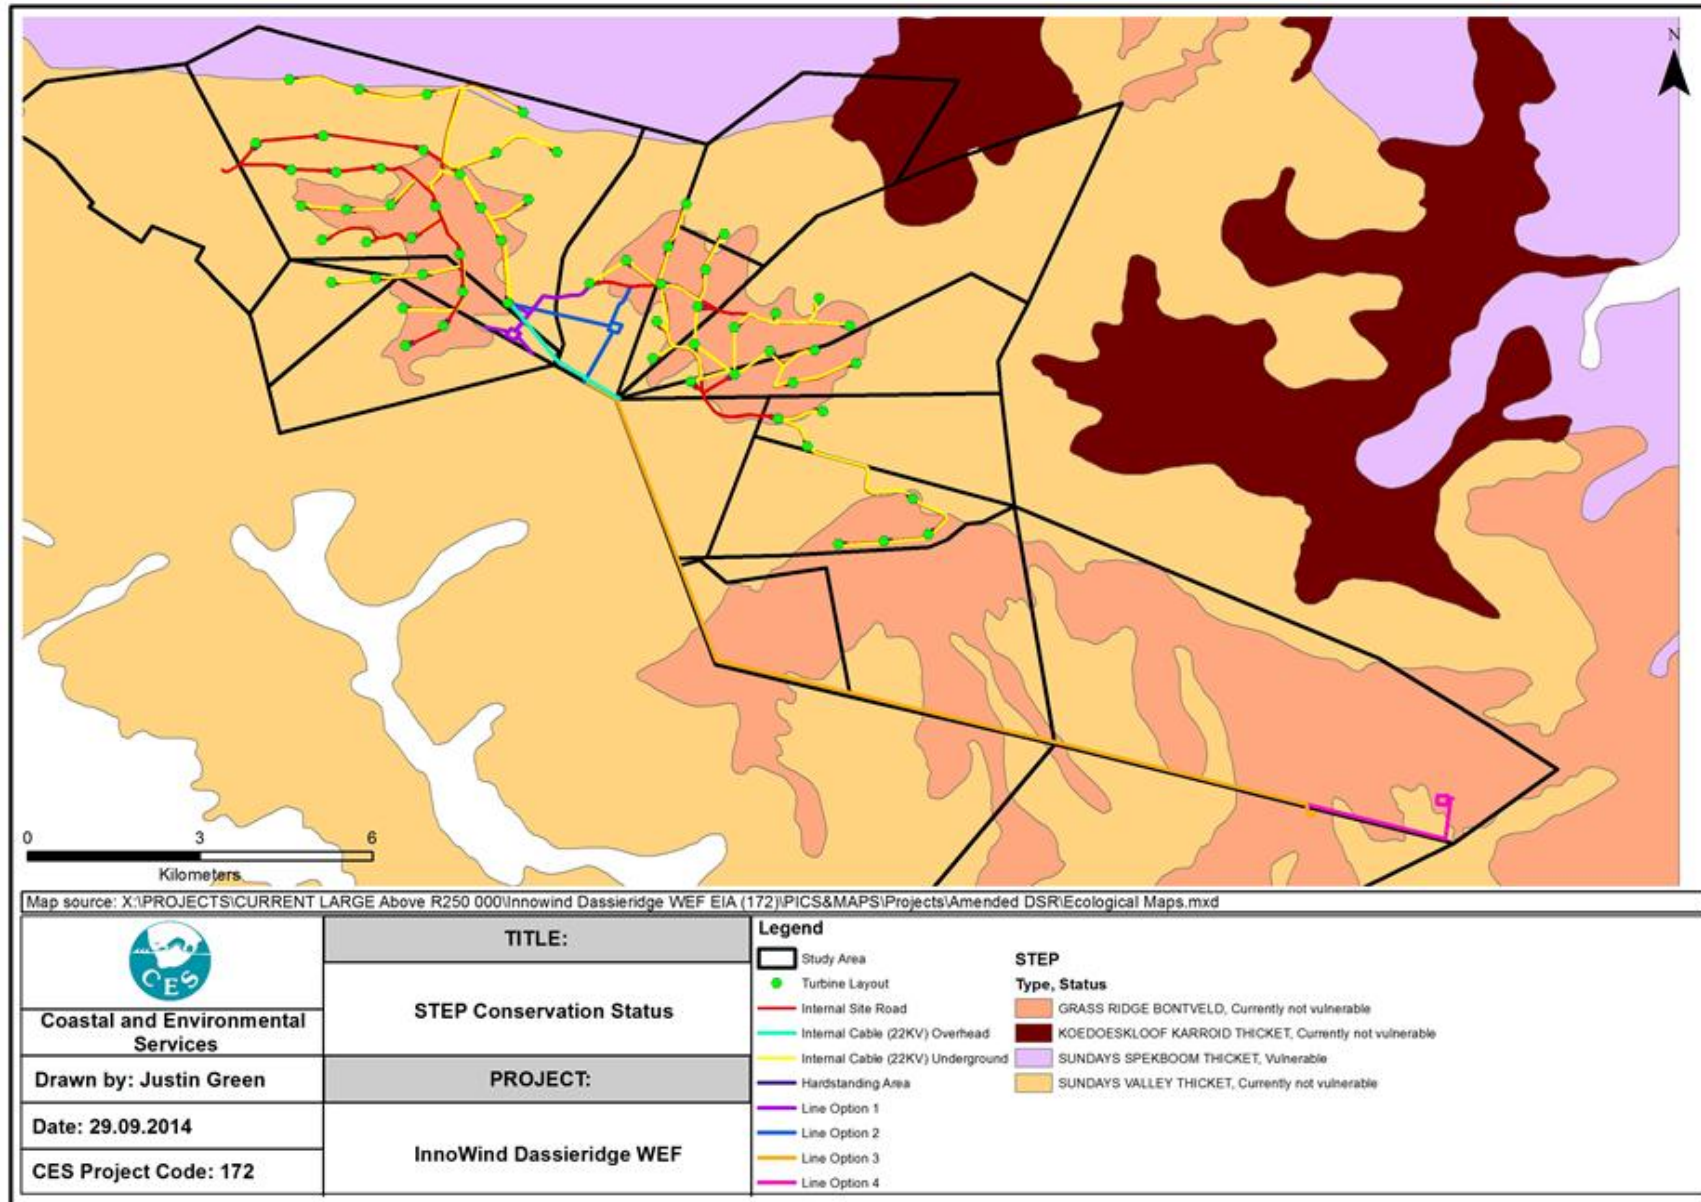 N
0 3 6
Kilometers
Map source: X:\PROJECTS\CURRENT LARGE Above R250 000\Innowind Dassieridge WEF EIA (172)\PICS&MAPS\Projects\Amended DSR\Ecological Maps.mxd
CES
Coastal and Environmental
Services
Drawn by: Justin Green
Date: 29.09.2014
CES Project Code: 172
TITLE:
STEP Conservation Status
PROJECT:
InnoWind Dassieridge WEF
Legend
Study Area
Turbine Layout
Internal Site Road
Internal Cable (22KV) Overhead
Internal Cable (22KV) Underground
Hardstanding Area
Line Option 1
Line Option 2
Line Option 3
Line Option 4
STEP
Type, Status
GRASS RIDGE BONTVELD, Currently not vulnerable
KOEDOESKLOOF KARROID THICKET, Currently not vulnerable
SUNDAYS SPEKBOOM THICKET, Vulnerable
SUNDAYS VALLEY THICKET, Currently not vulnerable